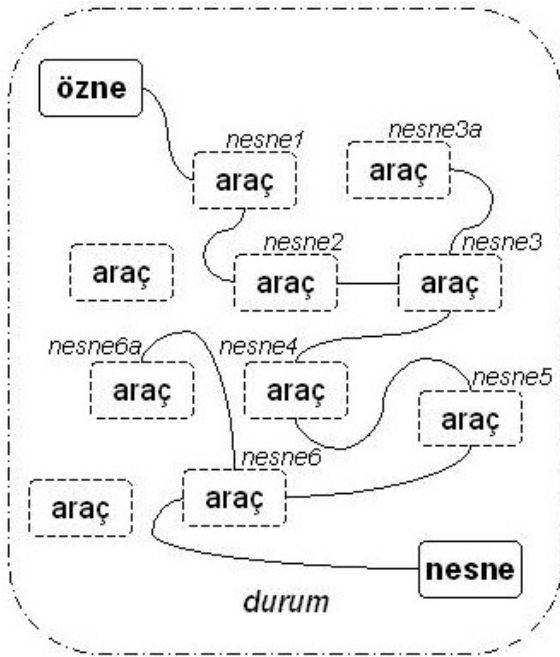 özne
nesne1
araç
nesne3a
araç
araç
nesne2
araç
nesne3
araç
nesne6a
araç
nesne4
araç
nesne5
araç
nesne6
araç
araç
nesne
durum